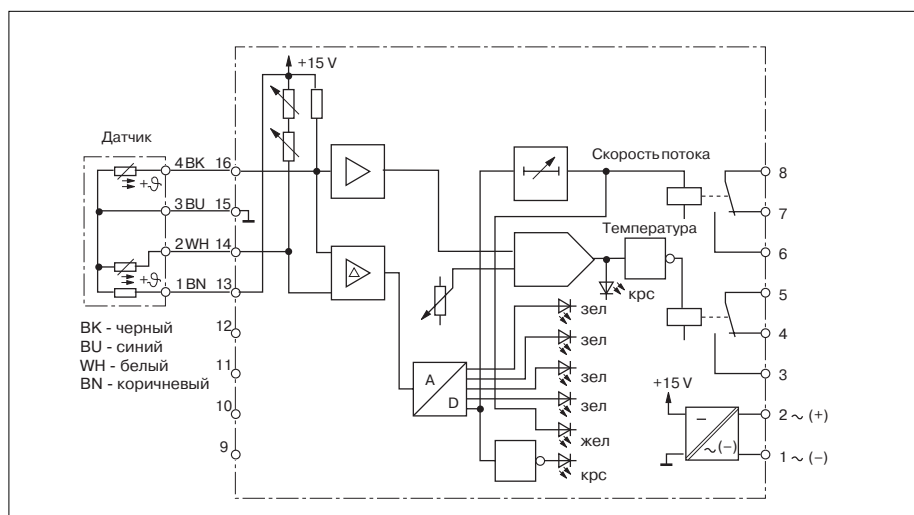 +15 V
Датчик
4 BK 16
+ϑ
3 BU 15
2 WH 14
+ϑ
1 BN 13
BK - черный
BU - синий
WH - белый
BN - коричневый
12
11
10
9
Скорость потока
Температура
крс
A
D
зел
зел
зел
зел
жел
крс
8
7
6
5
4
3
+15 V
–
~(–)
2 ~ (+)
1 ~ (–)